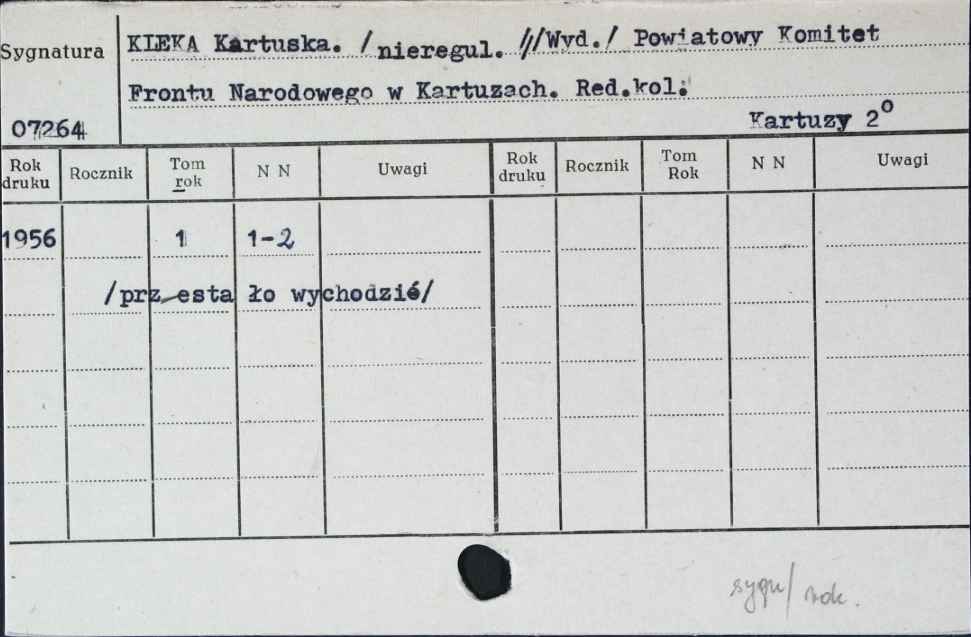 Sygnatura
KLEKA Kartuska. /nieregul. //Wyd./ Powiatowy Komitet
Frontu Narodowego w Kartuzach. Red.kol.
07264
Kartuzy 2°
Rok druku Rocznik Tom rok N N Uwagi Rok druku Rocznik Tom Rok N N Uwagi
1956 1 1-2
/przestało wychodzić/
sygn/rok.